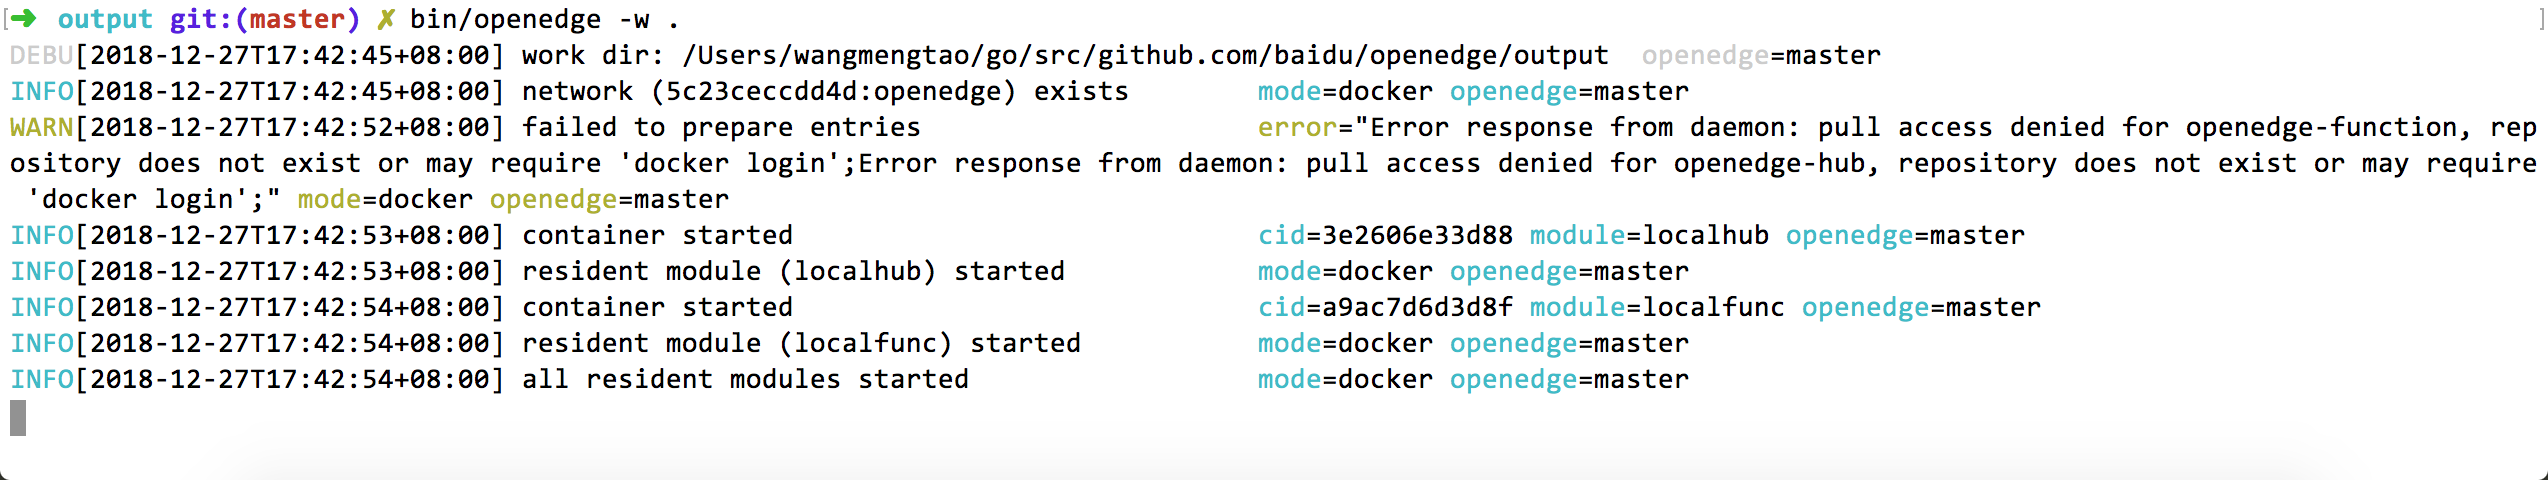 [➜ output git:(master) ✗ bin/openedge -w . ]
DEBU[2018-12-27T17:42:45+08:00] work dir: /Users/wangmengtao/go/src/github.com/baidu/openedge/output openedge=master
INFO[2018-12-27T17:42:45+08:00] network (5c23ceccdd4d:openedge) exists mode=docker openedge=master
WARN[2018-12-27T17:42:52+08:00] failed to prepare entries error="Error response from daemon: pull access denied for openedge-function, rep
ository does not exist or may require 'docker login';Error response from daemon: pull access denied for openedge-hub, repository does not exist or may require
'docker login';" mode=docker openedge=master
INFO[2018-12-27T17:42:53+08:00] container started cid=3e2606e33d88 module=localhub openedge=master
INFO[2018-12-27T17:42:53+08:00] resident module (localhub) started mode=docker openedge=master
INFO[2018-12-27T17:42:54+08:00] container started cid=a9ac7d6d3d8f module=localfunc openedge=master
INFO[2018-12-27T17:42:54+08:00] resident module (localfunc) started mode=docker openedge=master
INFO[2018-12-27T17:42:54+08:00] all resident modules started mode=docker openedge=master